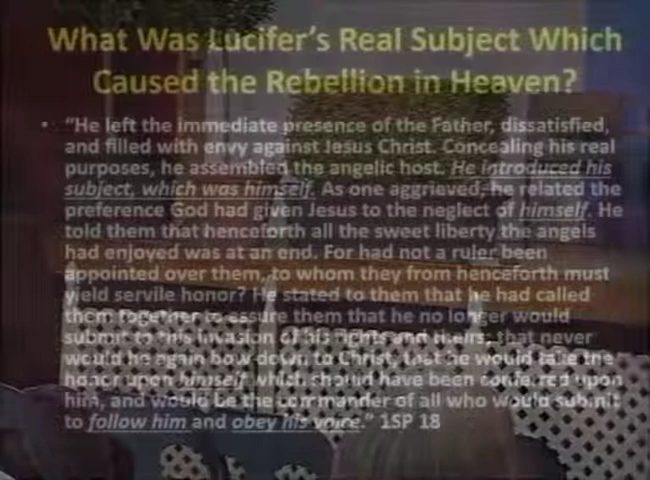 What Was Lucifer's Real Subject Which
Caused the Rebellion in Heaven?
• "He left the immediate presence of the Father, dissatisfied,
and filled with envy against Jesus Christ. Concealing his real
purposes, he assembled the angelic host. He introduced his
subject, which was himself. As one aggrieved, he related the
preference God had given Jesus to the neglect of himself. He
told them that henceforth all the sweet liberty the angels
had enjoyed was at an end. For had not a ruler been
appointed over them, to whom they from henceforth must
yield servile honor? He stated to them that he had called
them together to assure them that he no longer would
submit to this invasion of his rights and theirs; that never
would he again bow down to Christ; that he would take the
honor upon himself which should have been conferred upon
him, and would be the commander of all who would submit
to follow him and obey his voice." 1SP 18